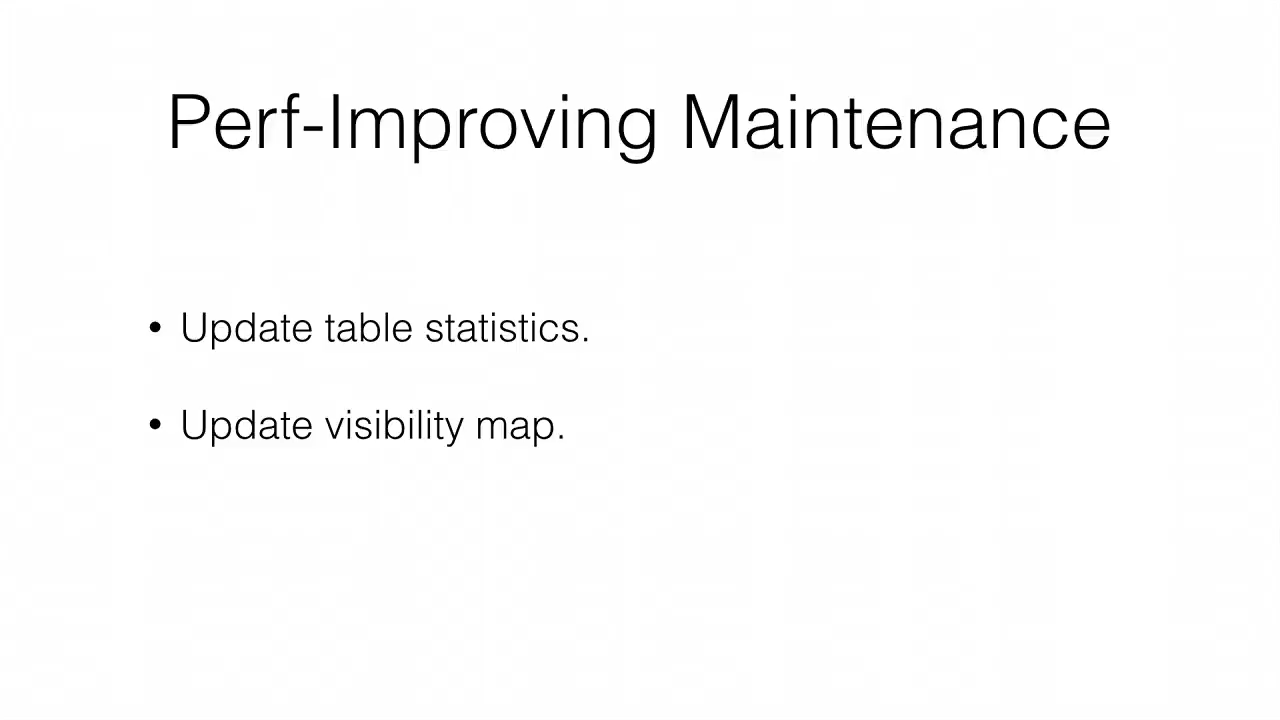 Perf-Improving Maintenance
• Update table statistics.
• Update visibility map.